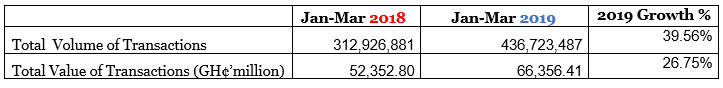 Jan-Mar 2018 Jan-Mar 2019 2019 Growth %
Total Volume of Transactions 312,926,881 436,723,487 39.56%
Total Value of Transactions (GH¢'million) 52,352.80 66,356.41 26.75%